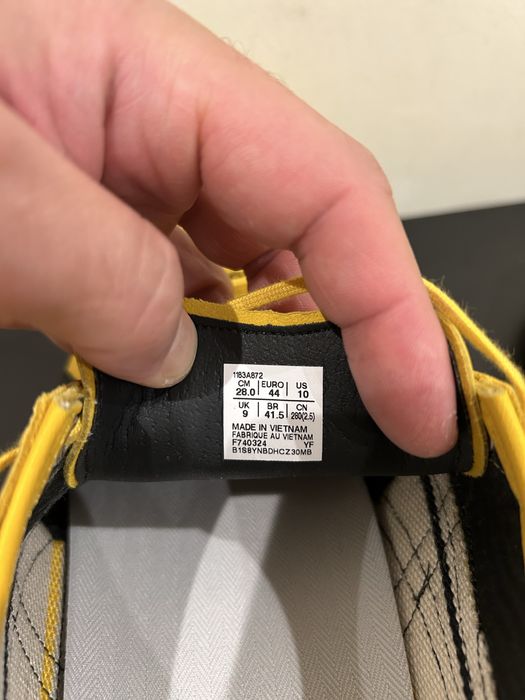 1183A872
CM EURO US
28.0 44 10
UK BR CN
9 41.5 280(2.5)
MADE IN VIETNAM
FABRIQUE AU VIETNAM
F740324 YF
B1S8YNBDHCZ30MB